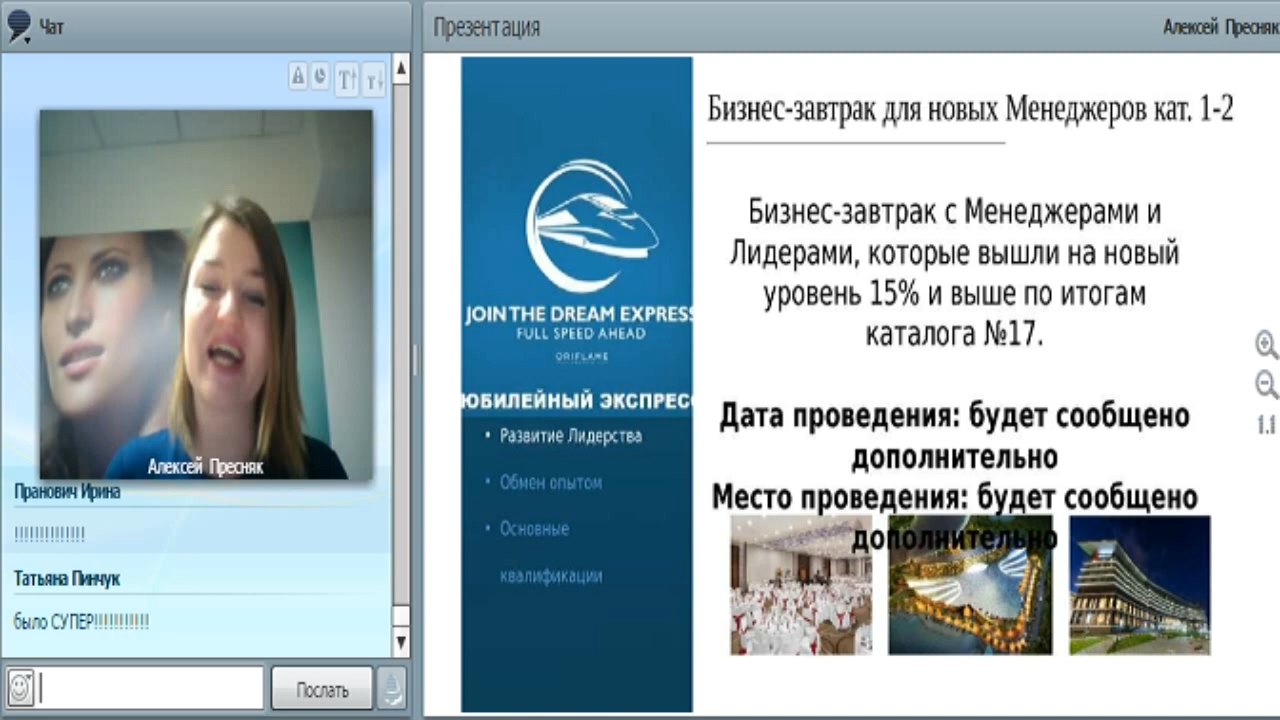 Чат
Алексей Пресняк
Пранович Ирина
!!!!!!!!!!!!!!
Татьяна Пинчук
было СУПЕР!!!!!!!!!!!
Послать
Презентация
Алексей Пресняк
JOIN THE DREAM EXPRESS
FULL SPEED AHEAD
ORIFLAME
ЮБИЛЕЙНЫЙ ЭКСПРЕСС
• Развитие Лидерства
• Обмен опытом
• Основные
квалификации
Бизнес-завтрак для новых Менеджеров кат. 1-2
Бизнес-завтрак с Менеджерами и
Лидерами, которые вышли на новый
уровень 15% и выше по итогам
каталога №17.
Дата проведения: будет сообщено
дополнительно
Место проведения: будет сообщено
дополнительно
1:1